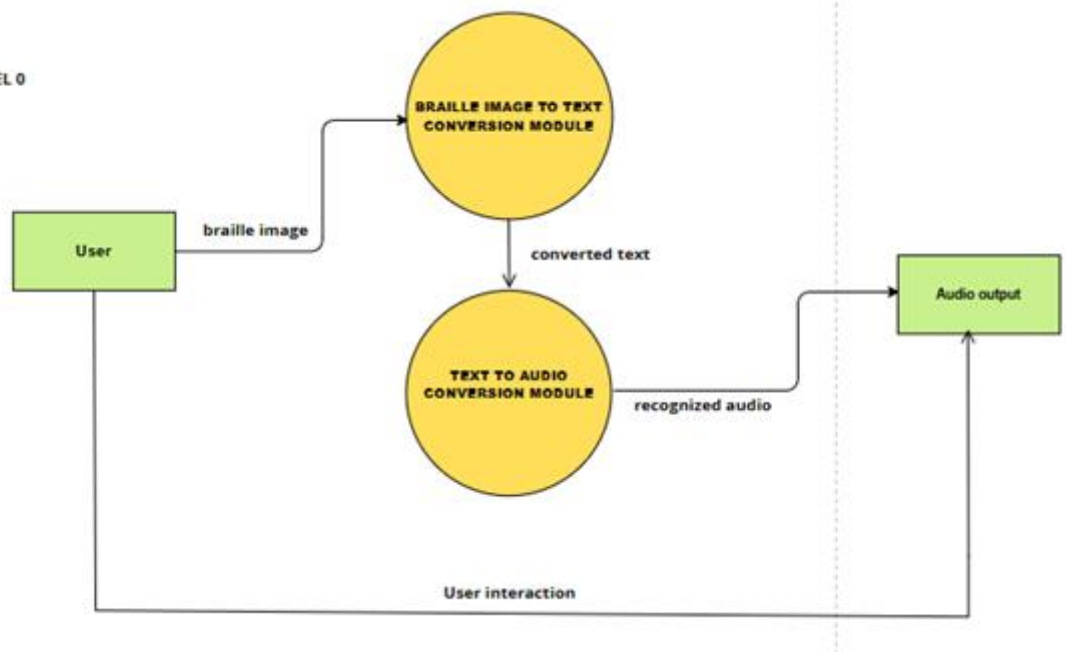 EL 0
BRAILLE IMAGE TO TEXT
CONVERSION MODULE
braille image
User
converted text
Audio output
TEXT TO AUDIO
CONVERSION MODULE
recognized audio
User interaction